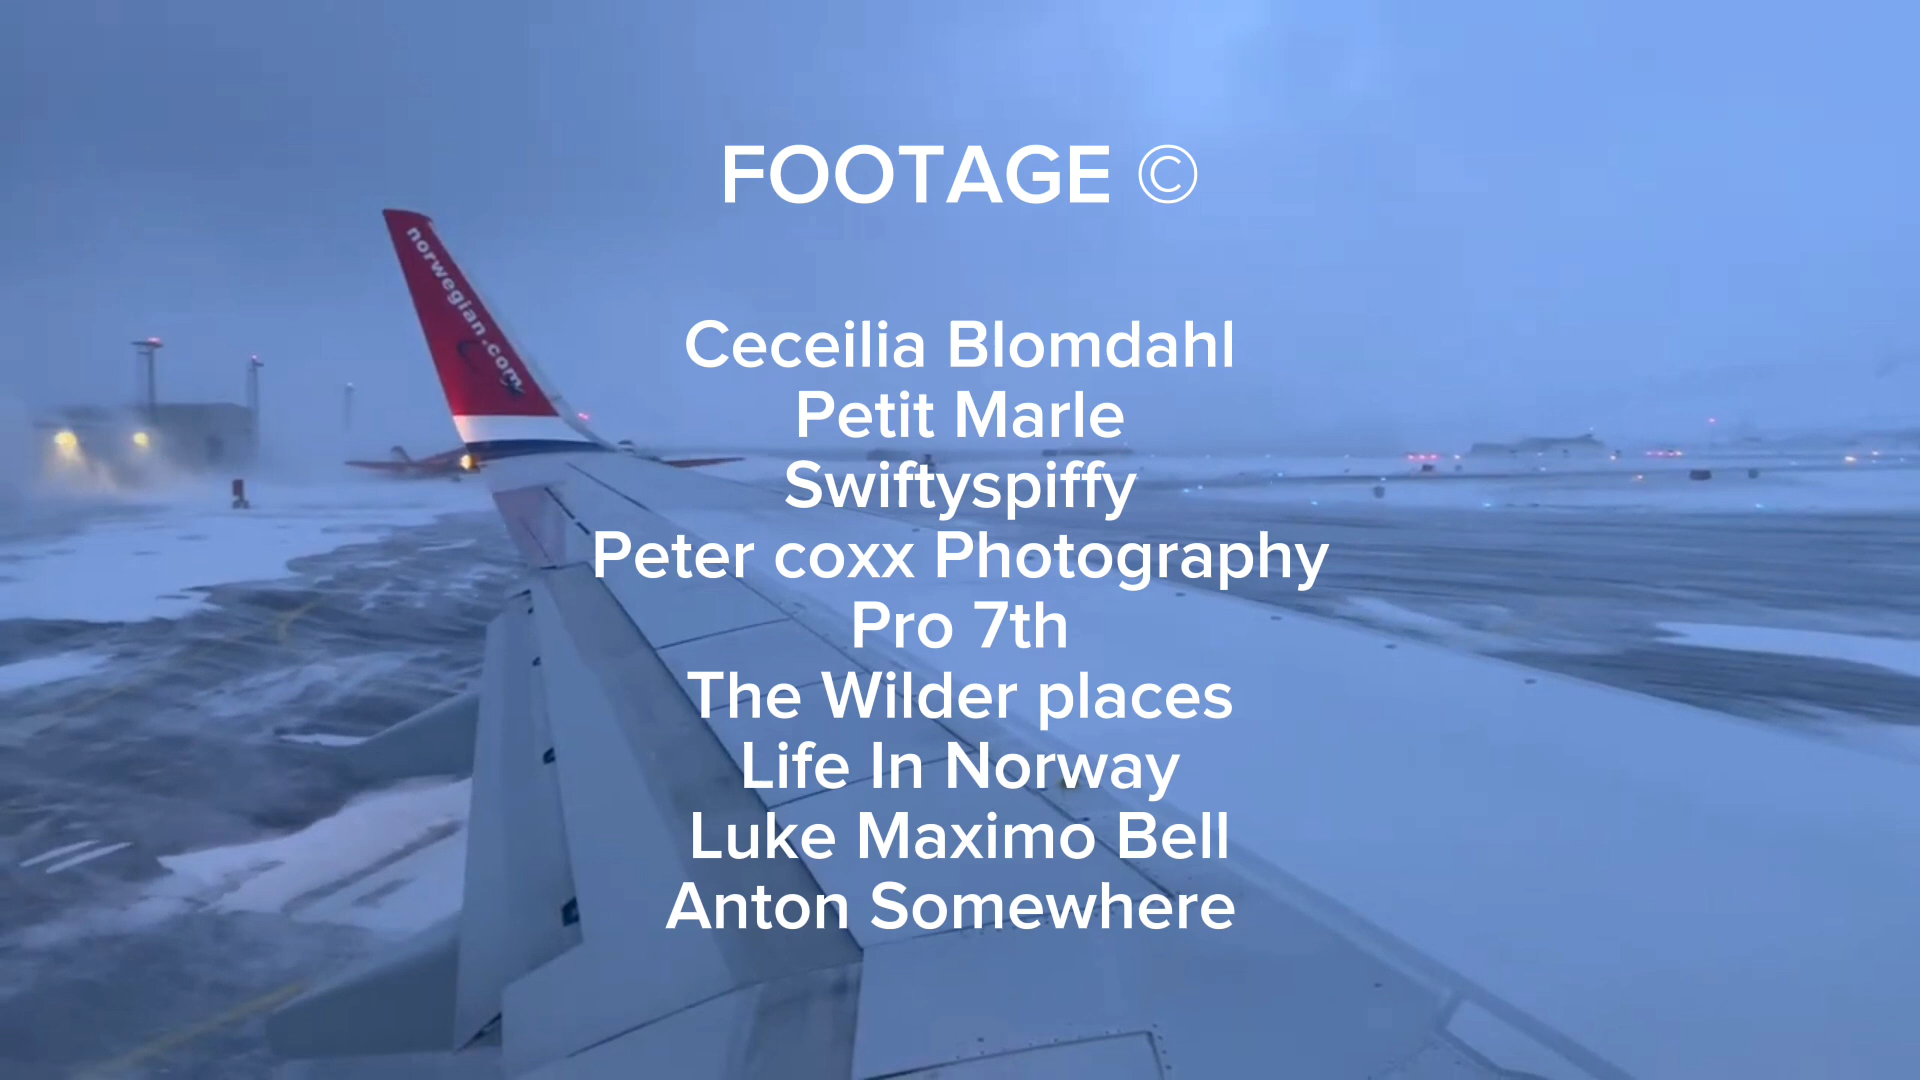 FOOTAGE ©
norwegian.com
Ceceilia Blomdahl
Petit Marle
Swiftyspiffy
Peter coxx Photography
Pro 7th
The Wilder places
Life In Norway
Luke Maximo Bell
Anton Somewhere